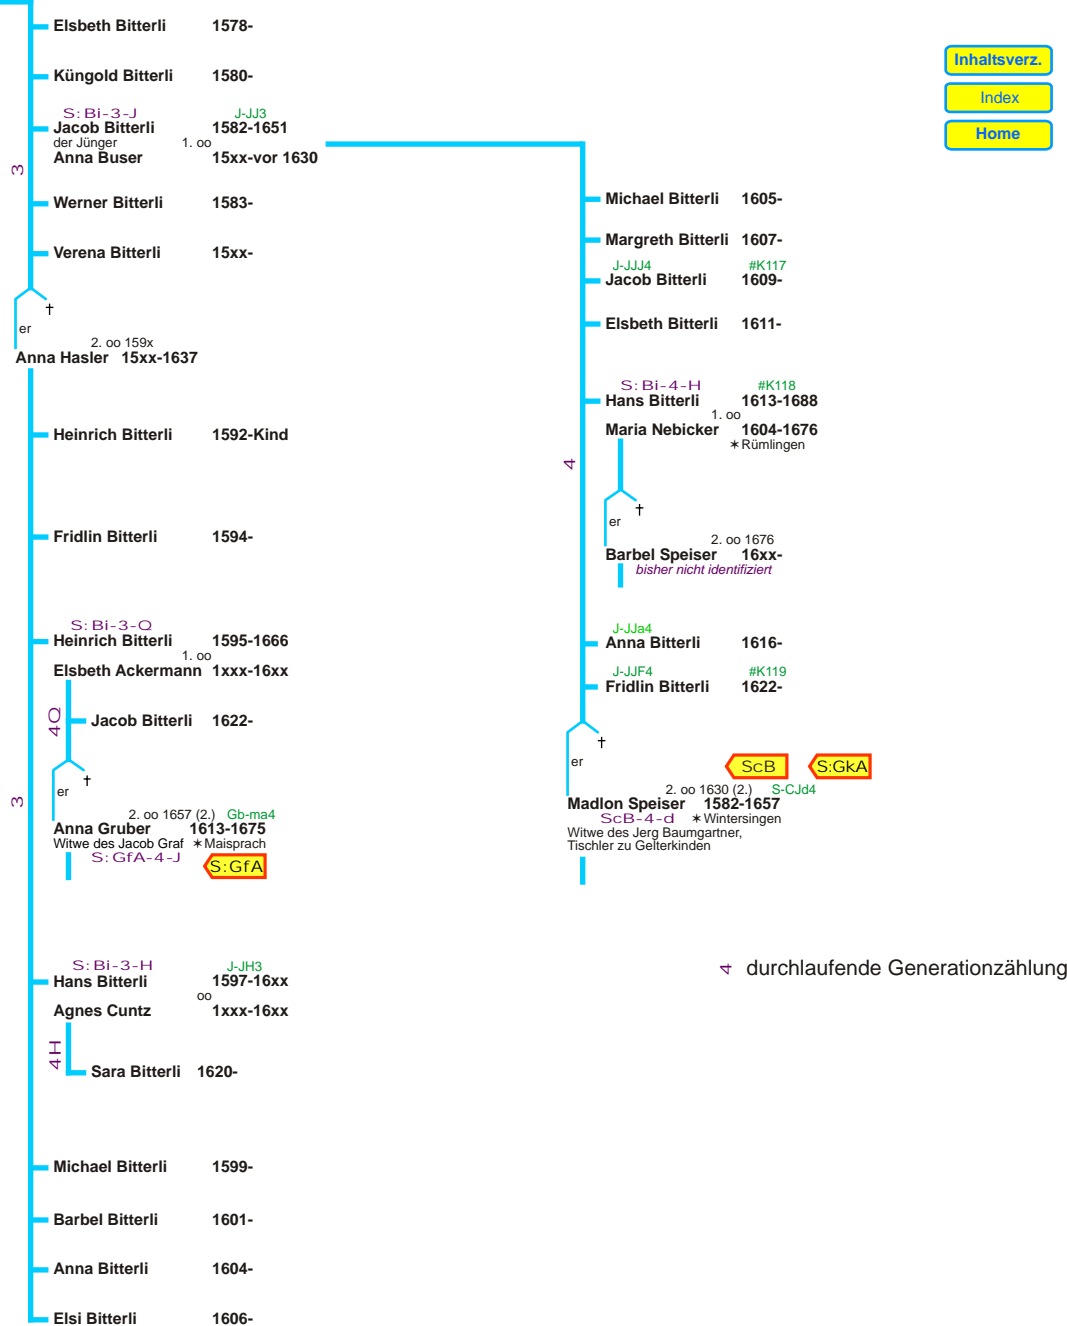 Elsbeth Bitterli 1578-
Küngold Bitterli 1580-
S:Bi-3-J J-JJ3
Jacob Bitterli 1582-1651
der Jünger 1. oo
Anna Buser 15xx-vor 1630
3
Werner Bitterli 1583-
Verena Bitterli 15xx-
†
er
2. oo 159x
Anna Hasler 15xx-1637
Heinrich Bitterli 1592-Kind
Fridlin Bitterli 1594-
S:Bi-3-Q
Heinrich Bitterli 1595-1666
1. oo
Elsbeth Ackermann 1xxx-16xx
4Q
Jacob Bitterli 1622-
†
er
3
2. oo 1657 (2.) Gb-ma4
Anna Gruber 1613-1675
Witwe des Jacob Graf ✶Maisprach
S:GfA-4-J S:GfA
S:Bi-3-H J-JH3
Hans Bitterli 1597-16xx
oo
Agnes Cuntz 1xxx-16xx
4H
Sara Bitterli 1620-
Michael Bitterli 1599-
Barbel Bitterli 1601-
Anna Bitterli 1604-
Elsi Bitterli 1606-
Michael Bitterli 1605-
Margreth Bitterli 1607-
J-JJJ4 #K117
Jacob Bitterli 1609-
Elsbeth Bitterli 1611-
S:Bi-4-H #K118
Hans Bitterli 1613-1688
1. oo
Maria Nebicker 1604-1676
✶Rümlingen
4
†
er
2. oo 1676
Barbel Speiser 16xx-
bisher nicht identifiziert
J-JJa4
Anna Bitterli 1616-
J-JJF4 #K119
Fridlin Bitterli 1622-
†
er
ScB S:GkA
2. oo 1630 (2.) S-CJd4
Madlon Speiser 1582-1657
ScB-4-d ✶Wintersingen
Witwe des Jerg Baumgartner,
Tischler zu Gelterkinden
4 durchlaufende Generationzählung
Inhaltsverz.
Index
Home